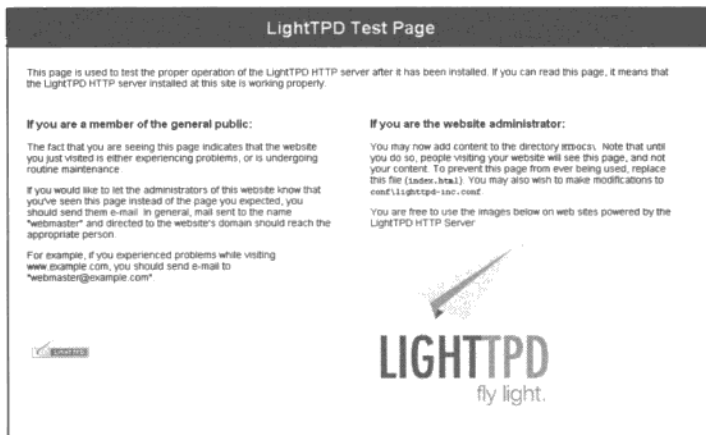 LightTPD Test Page
This page is used to test the proper operation of the LightTPD HTTP server after it has been installed. If you can read this page, it means that
the LightTPD HTTP server installed at this site is working properly.
If you are a member of the general public:
The fact that you are seeing this page indicates that the website
you just visited is either experiencing problems, or is undergoing
routine maintenance
If you would like to let the administrators of this website know that
you've seen this page instead of the page you expected, you
should send them e-mail. In general, mail sent to the name
"webmaster" and directed to the website's domain should reach the
appropriate person
For example, if you experienced problems while visiting
www.example.com, you should send e-mail to
"webmaster@example.com".
LIGHTTPD
If you are the website administrator:
You may now add content to the directory HTDOCS\. Note that until
you do so, people visiting your website will see this page, and not
your content. To prevent this page from ever being used, replace
this file (index.html). You may also wish to make modifications to
conf\lighttpd-inc.conf
You are free to use the images below on web sites powered by the
LightTPD HTTP Server
LIGHTTPD
fly light.